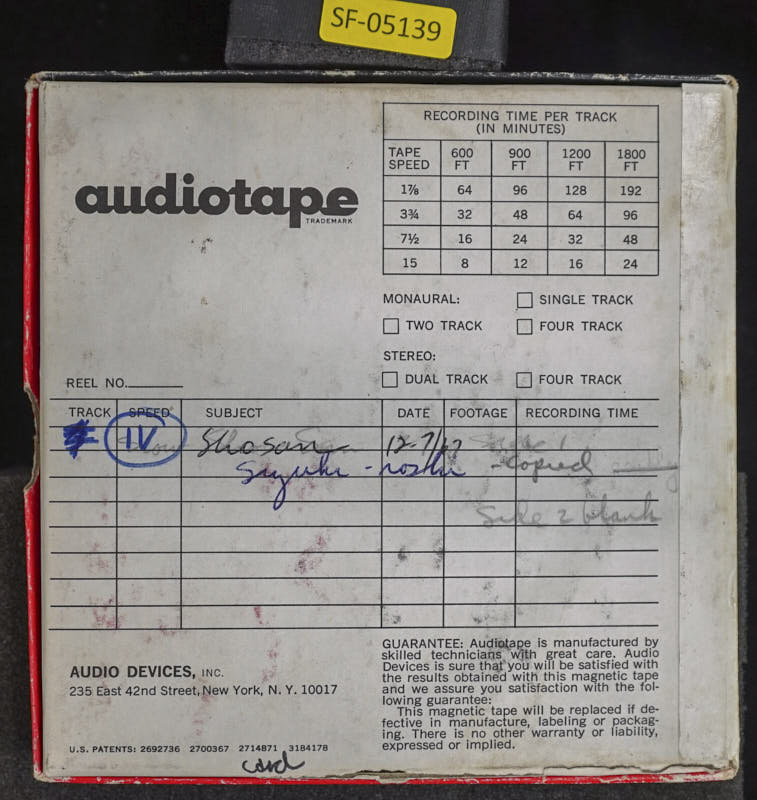 SF-05139
audiotape
TRADEMARK
RECORDING TIME PER TRACK
(IN MINUTES)
TAPE SPEED 600 FT 900 FT 1200 FT 1800 FT
1⅞ 64 96 128 192
3¾ 32 48 64 96
7½ 16 24 32 48
15 8 12 16 24
MONAURAL: SINGLE TRACK
TWO TRACK FOUR TRACK
STEREO:
DUAL TRACK FOUR TRACK
REEL NO.
TRACK SPEED SUBJECT DATE FOOTAGE RECORDING TIME
IV Shosan 12-7/67 Side 1
Suzuki-roshi - copied
Side 2 blank
AUDIO DEVICES, INC.
235 East 42nd Street, New York, N. Y. 10017
U.S. PATENTS: 2692736 2700367 2714871 3184178
card
GUARANTEE: Audiotape is manufactured by
skilled technicians with great care. Audio
Devices is sure that you will be satisfied with
the results obtained with this magnetic tape
and we assure you satisfaction with the fol-
lowing guarantee:
This magnetic tape will be replaced if de-
fective in manufacture, labeling or packag-
ing. There is no other warranty or liability,
expressed or implied.